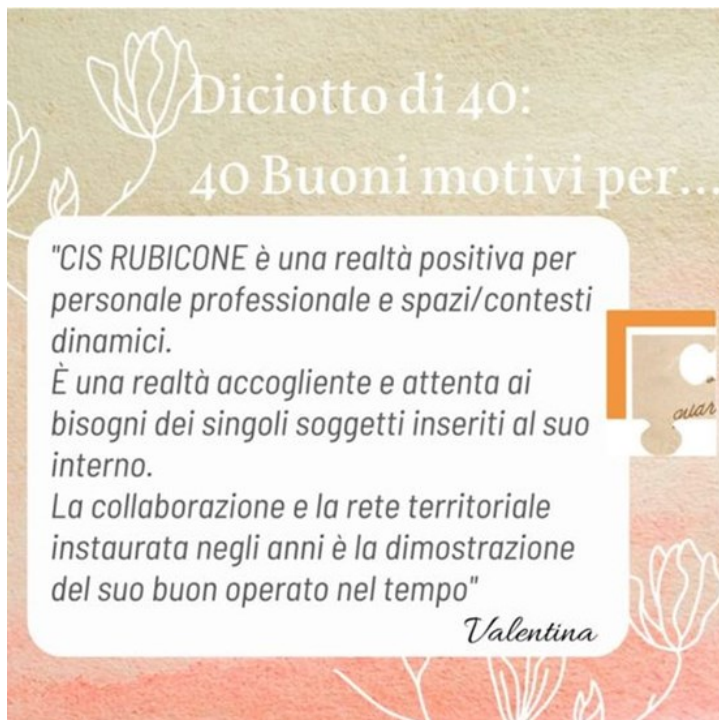 Diciotto di 40:
40 Buoni motivi per...
"CIS RUBICONE è una realtà positiva per
personale professionale e spazi/contesti
dinamici.
È una realtà accogliente e attenta ai
bisogni dei singoli soggetti inseriti al suo
interno.
La collaborazione e la rete territoriale
instaurata negli anni è la dimostrazione
del suo buon operato nel tempo"
Valentina